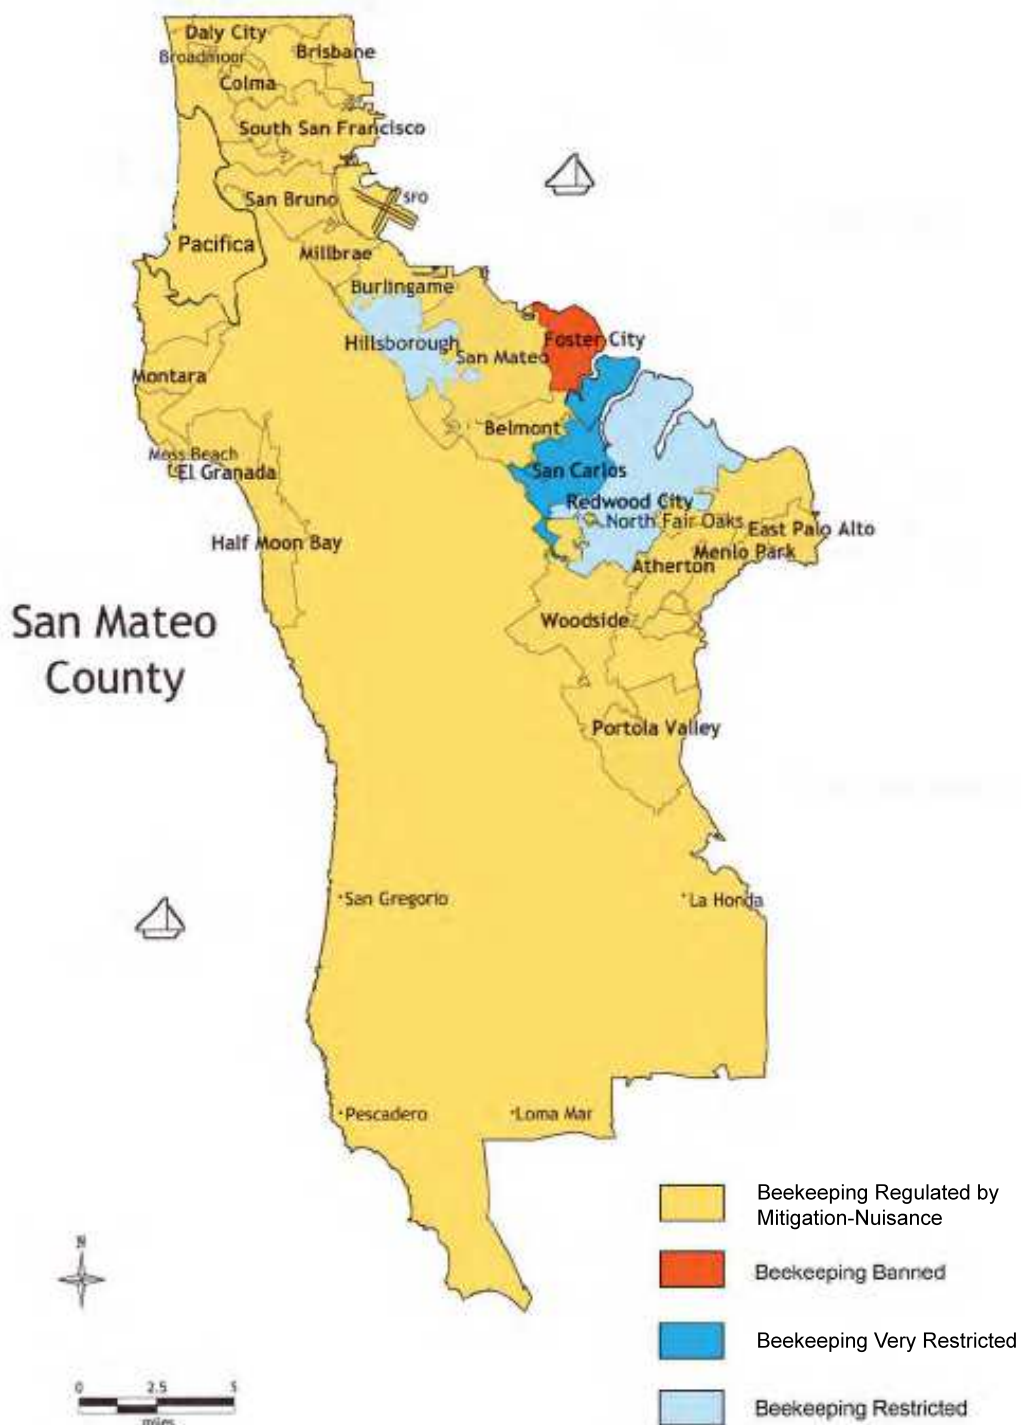 Daly City
Broadmoor
Brisbane
Colma
South San Francisco
San Bruno
SFO
Pacifica
Millbrae
Burlingame
Hillsborough
Foster City
San Mateo
Montara
Belmont
Moss Beach
El Granada
San Carlos
Redwood City
North Fair Oaks
East Palo Alto
Half Moon Bay
Menlo Park
Atherton
San Mateo
County
Woodside
Portola Valley
San Gregorio
La Honda
Pescadero
Loma Mar
Beekeeping Regulated by
Mitigation-Nuisance
N
Beekeeping Banned
Beekeeping Very Restricted
0 2.5 5
miles
Beekeeping Restricted